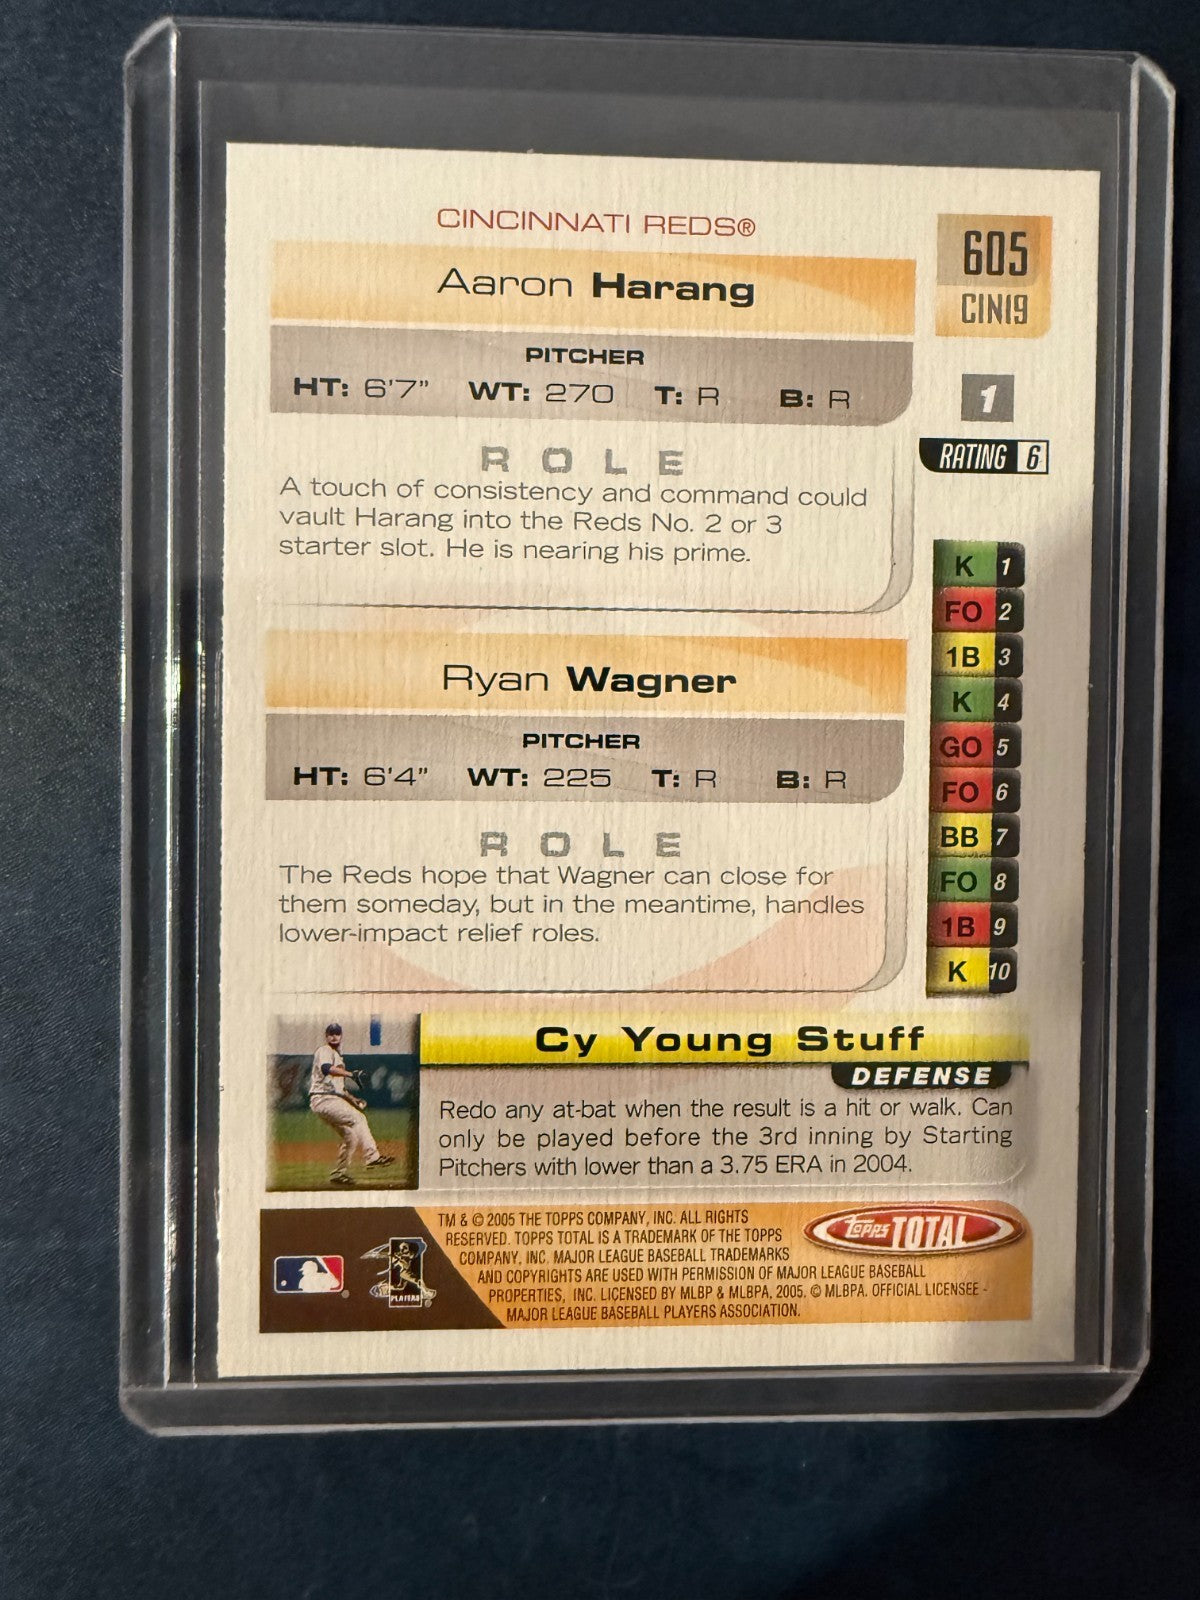 CINCINNATI REDS®
605
CIN19
Aaron Harang
PITCHER
HT: 6'7" WT: 270 T: R B: R
1
RATING 6
ROLE
A touch of consistency and command could
vault Harang into the Reds No. 2 or 3
starter slot. He is nearing his prime.
K 1
FO 2
1B 3
K 4
GO 5
FO 6
BB 7
FO 8
1B 9
K 10
Ryan Wagner
PITCHER
HT: 6'4" WT: 225 T: R B: R
ROLE
The Reds hope that Wagner can close for
them someday, but in the meantime, handles
lower-impact relief roles.
Cy Young Stuff
DEFENSE
Redo any at-bat when the result is a hit or walk. Can
only be played before the 3rd inning by Starting
Pitchers with lower than a 3.75 ERA in 2004.
TM & © 2005 THE TOPPS COMPANY, INC. ALL RIGHTS
RESERVED. TOPPS TOTAL IS A TRADEMARK OF THE TOPPS
COMPANY, INC. MAJOR LEAGUE BASEBALL TRADEMARKS
AND COPYRIGHTS ARE USED WITH PERMISSION OF MAJOR LEAGUE BASEBALL
PROPERTIES, INC. LICENSED BY MLBP & MLBPA, 2005. © MLBPA. OFFICIAL LICENSEE -
MAJOR LEAGUE BASEBALL PLAYERS ASSOCIATION.
Topps TOTAL
PLAYERS